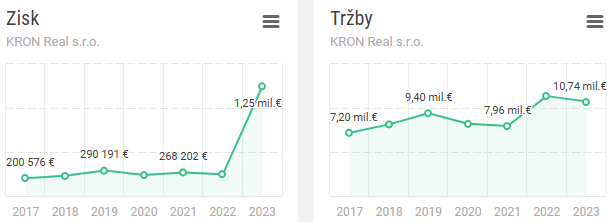 Zisk
KRON Real s.r.o.
200 576 €
290 191 €
268 202 €
1,25 mil.€
2017 2018 2019 2020 2021 2022 2023
Tržby
KRON Real s.r.o.
7,20 mil.€
9,40 mil.€
7,96 mil.€
10,74 mil.€
2017 2018 2019 2020 2021 2022 2023